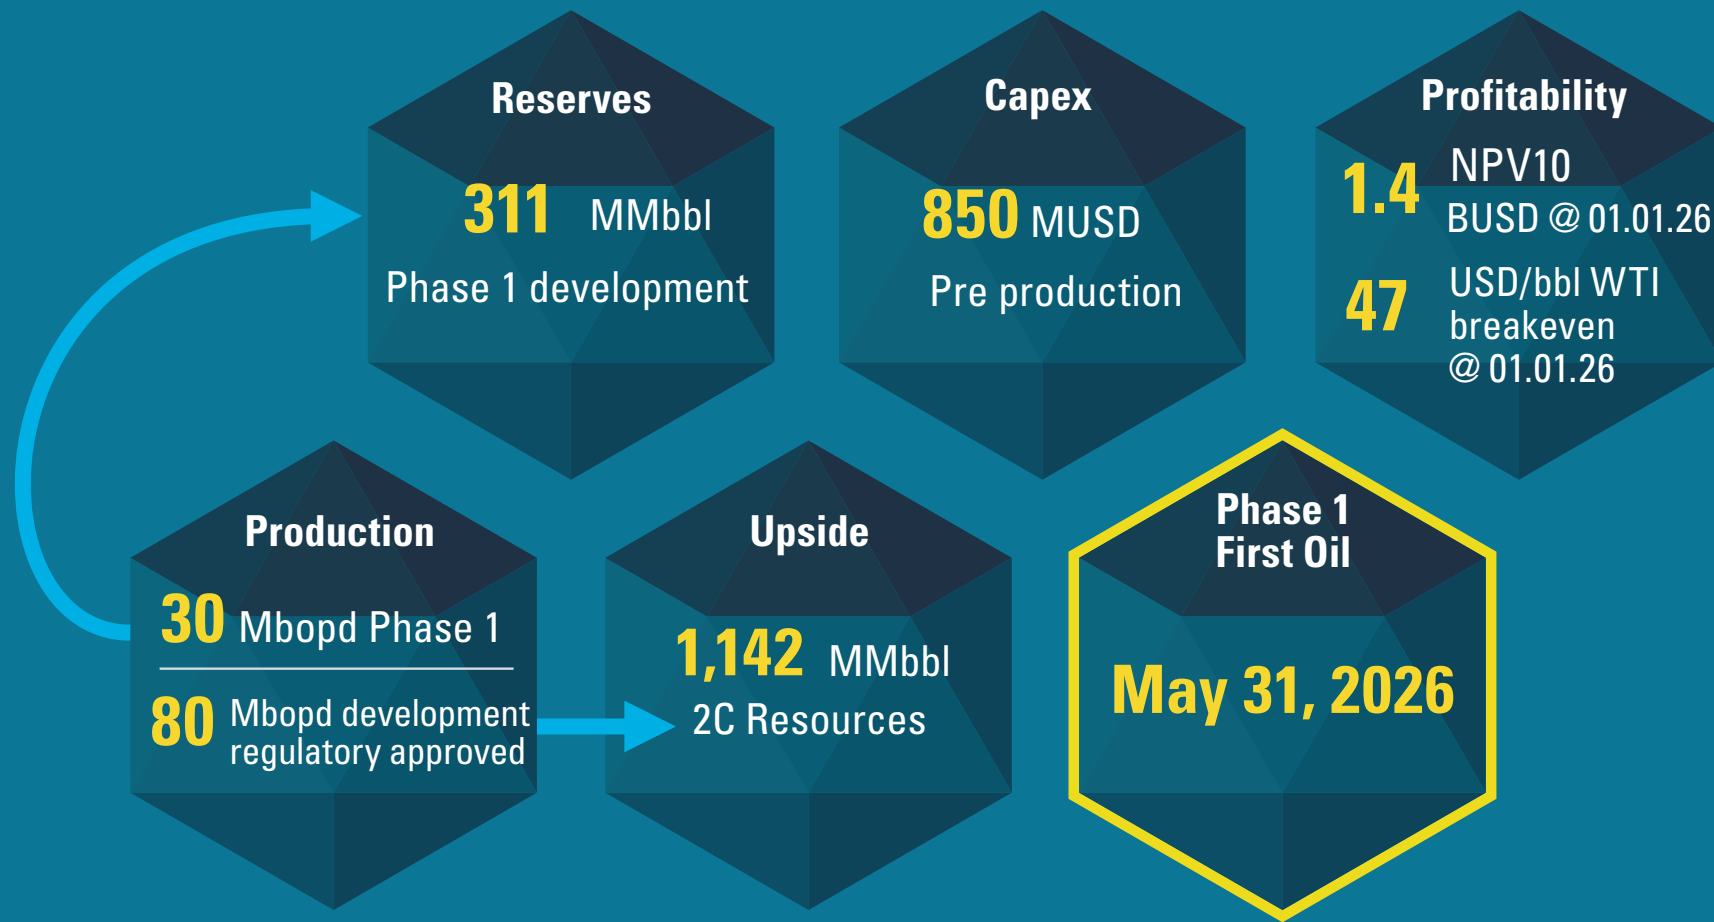 Reserves
311 MMbbl
Phase 1 development
Capex
850 MUSD
Pre production
Profitability
1.4 NPV10
BUSD @ 01.01.26
47 USD/bbl WTI
breakeven
@ 01.01.26
Production
30 Mbopd Phase 1
80 Mbopd development
regulatory approved
Upside
1,142 MMbbl
2C Resources
Phase 1
First Oil
May 31, 2026